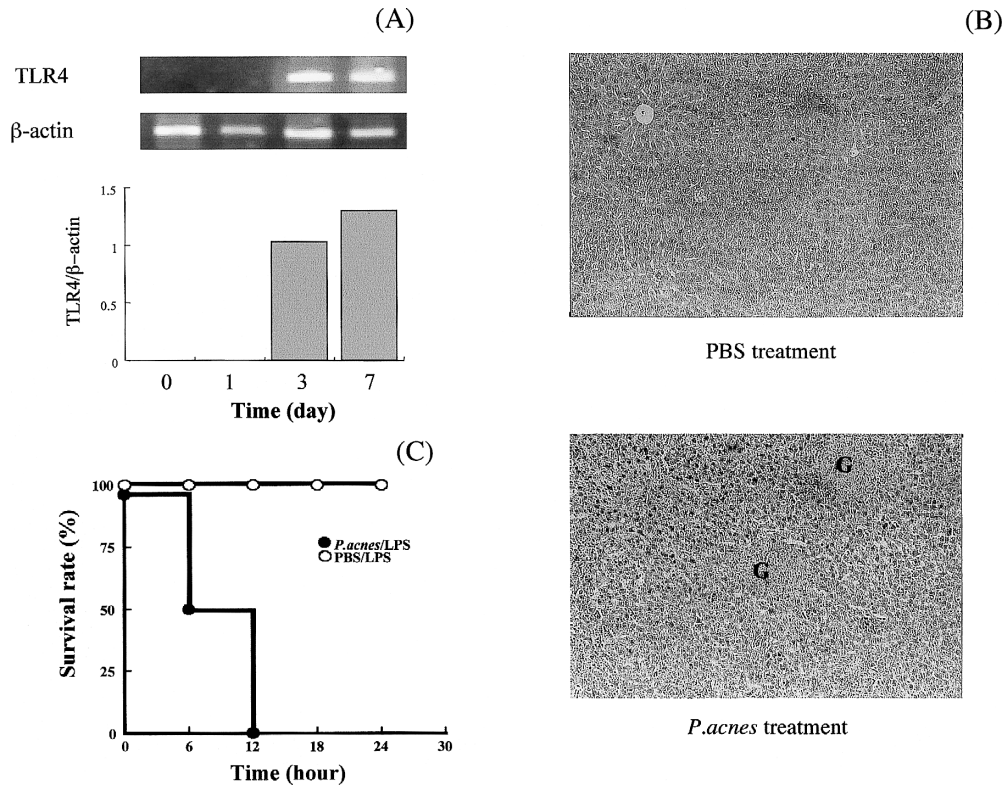 (A)
TLR4
β-actin
TLR4/β-actin
1.5
1
0.5
0
0 1 3 7
Time (day)
(B)
PBS treatment
G
G
P.acnes treatment
(C)
Survival rate (%)
100
75
50
25
0
P.acnes/LPS
PBS/LPS
0 6 12 18 24 30
Time (hour)